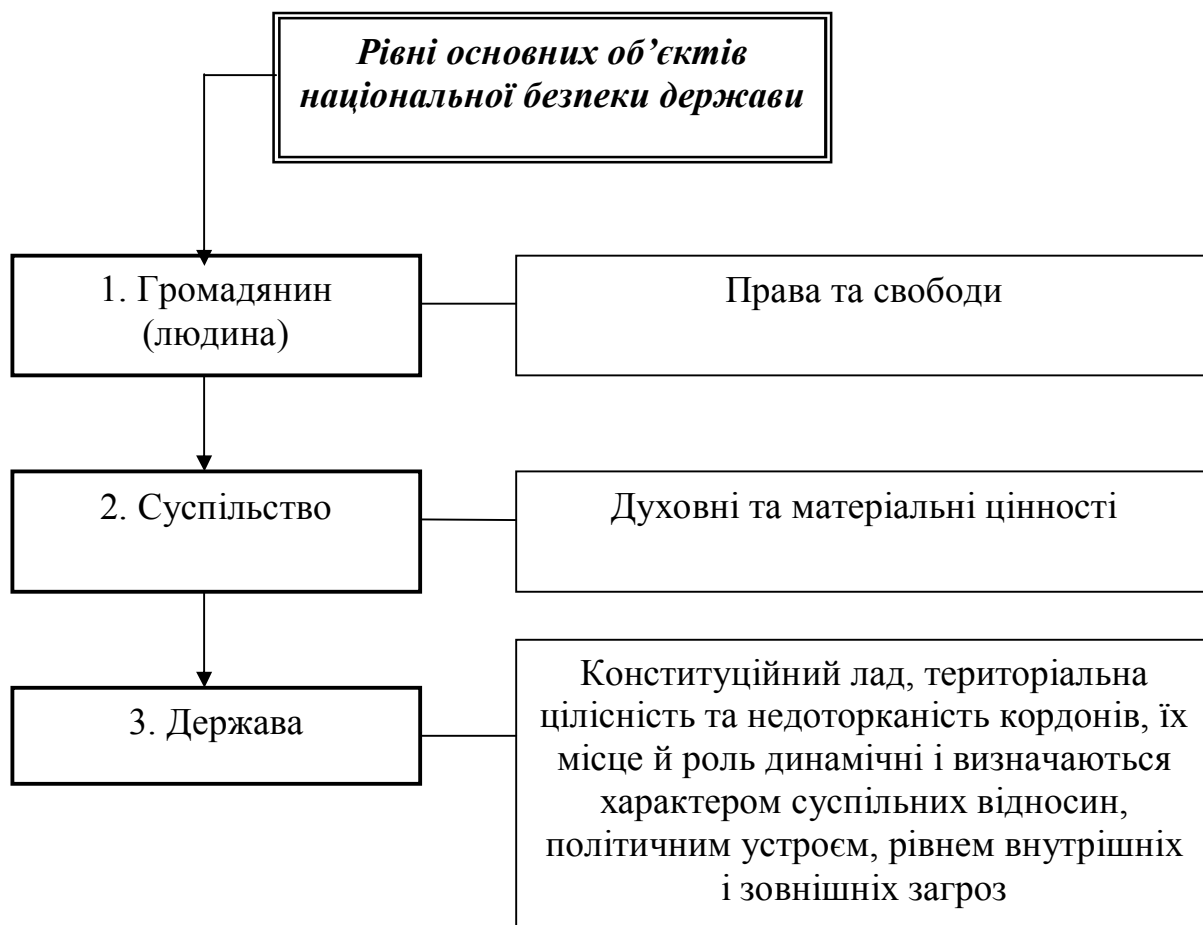 Рівні основних об’єктів
національної безпеки держави
1. Громадянин
(людина)
Права та свободи
2. Суспільство
Духовні та матеріальні цінності
3. Держава
Конституційний лад, територіальна
цілісність та недоторканість кордонів, їх
місце й роль динамічні і визначаються
характером суспільних відносин,
політичним устроєм, рівнем внутрішніх
і зовнішніх загроз